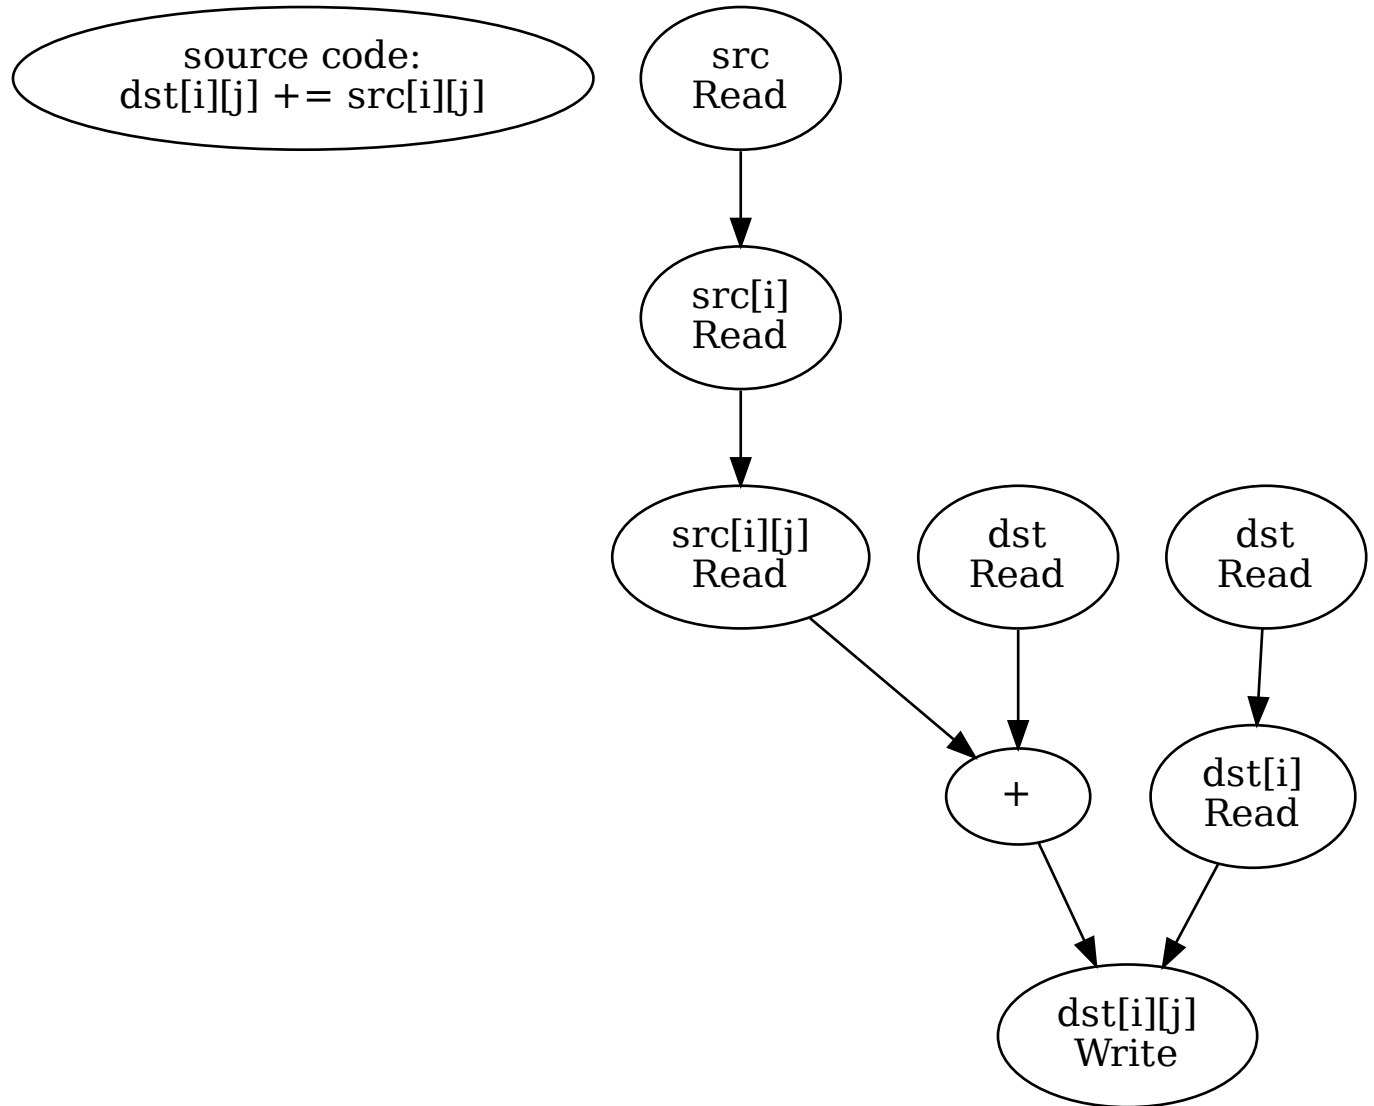 source code:
dst[i][j] += src[i][j]
src
Read
src[i]
Read
src[i][j]
Read
dst
Read
dst
Read
+
dst[i]
Read
dst[i][j]
Write